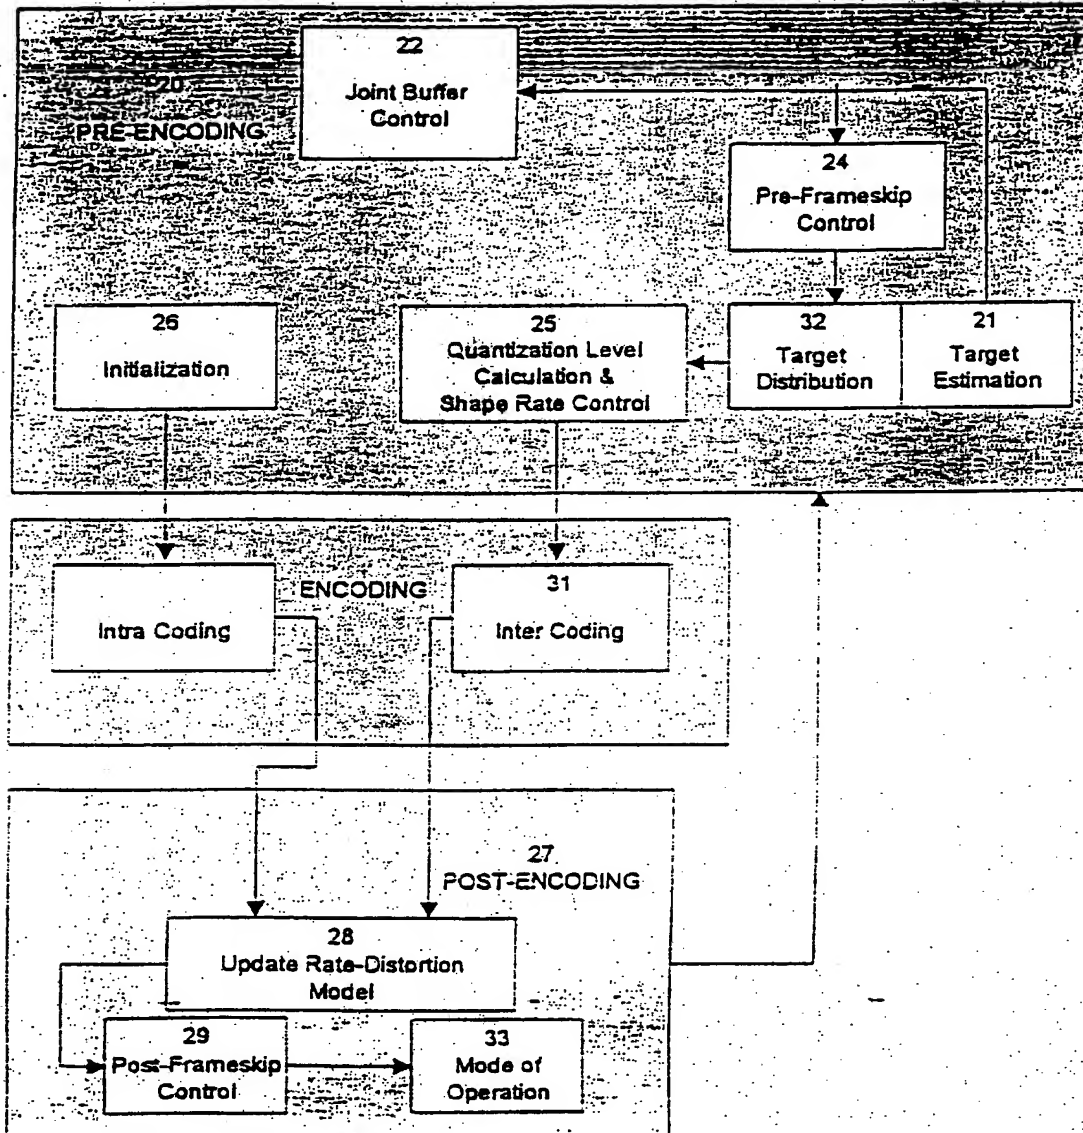 22
Joint Buffer
Control
20
PRE-ENCODING
24
Pre-Frameskip
Control
26
Initialization
25
Quantization Level
Calculation &
Shape Rate Control
32
Target
Distribution
21
Target
Estimation
ENCODING
Intra Coding
31
Inter Coding
27
POST-ENCODING
28
Update Rate-Distortion
Model
29
Post-Frameskip
Control
33
Mode of
Operation